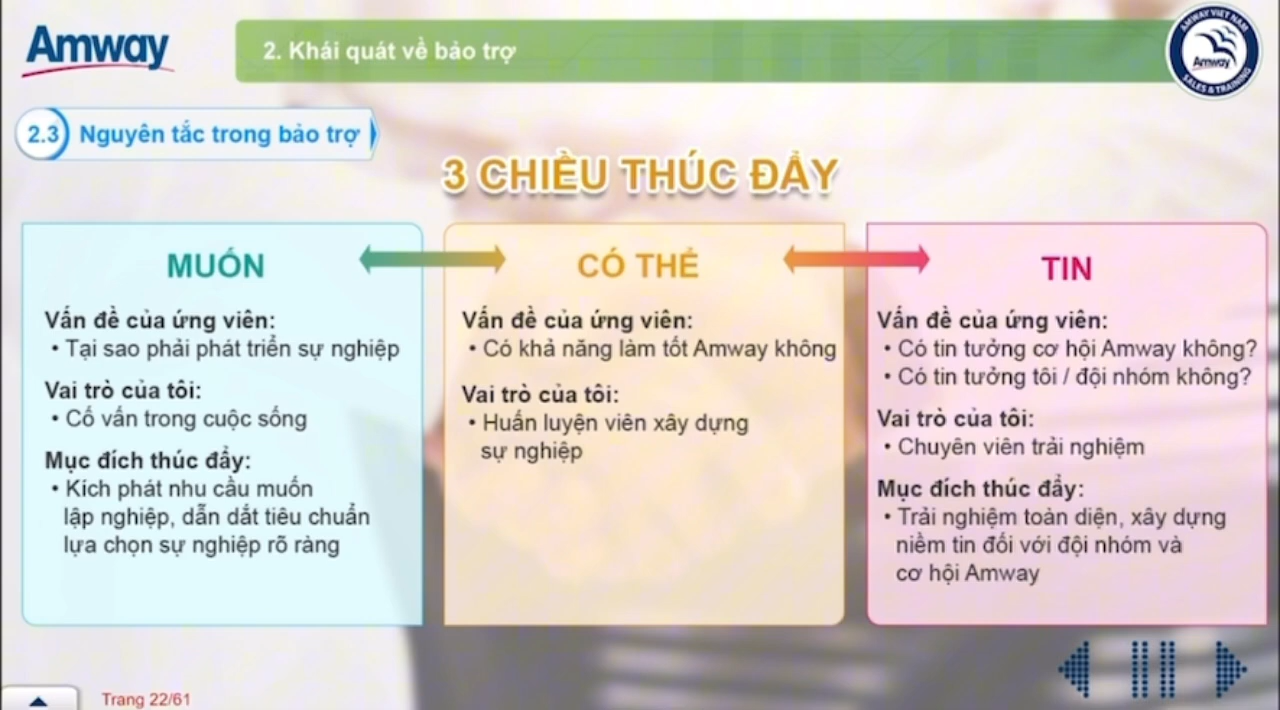 Amway
2. Khái quát về bảo trợ
AMWAY VIET NAM
Amway
SALES & TRAINING
2.3 Nguyên tắc trong bảo trợ
3 CHIỀU THÚC ĐẨY
MUỐN
Vấn đề của ứng viên:
• Tại sao phải phát triển sự nghiệp
Vai trò của tôi:
• Cố vấn trong cuộc sống
Mục đích thúc đẩy:
• Kích phát nhu cầu muốn
lập nghiệp, dẫn dắt tiêu chuẩn
lựa chọn sự nghiệp rõ ràng
CÓ THỂ
Vấn đề của ứng viên:
• Có khả năng làm tốt Amway không
Vai trò của tôi:
• Huấn luyện viên xây dựng
sự nghiệp
TIN
Vấn đề của ứng viên:
• Có tin tưởng cơ hội Amway không?
• Có tin tưởng tôi / đội nhóm không?
Vai trò của tôi:
• Chuyên viên trải nghiệm
Mục đích thúc đẩy:
• Trải nghiệm toàn diện, xây dựng
niềm tin đối với đội nhóm và
cơ hội Amway
Trang 22/61